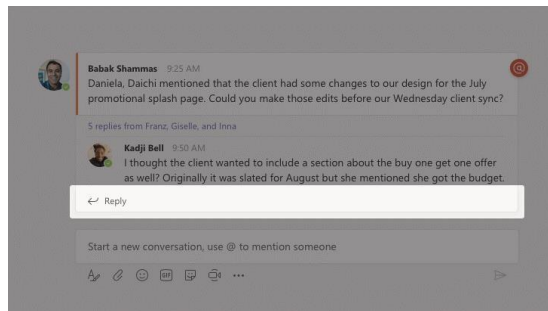 Babak Shammas 9:25 AM
Daniela, Daichi mentioned that the client had some changes to our design for the July
promotional splash page. Could you make those edits before our Wednesday client sync?
5 replies from Franz, Giselle, and Inna
Kadji Bell 9:50 AM
I thought the client wanted to include a section about the buy one get one offer
as well? Originally it was slated for August but she mentioned she got the budget.
Reply
Start a new conversation, use @ to mention someone
GIF